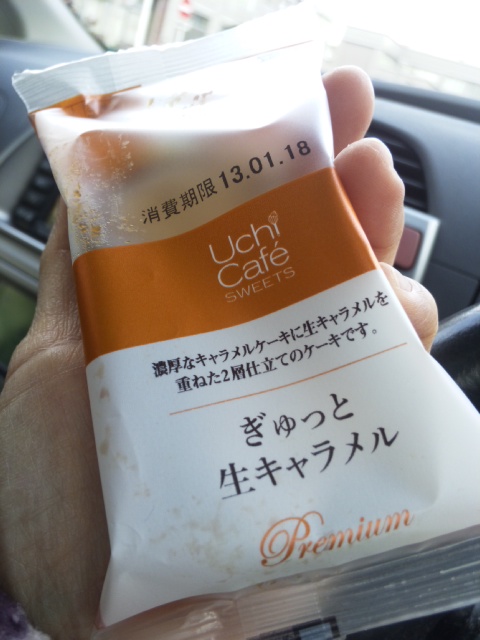 消費期限 13.01.18
Uchi
Café
SWEETS
濃厚なキャラメルケーキに生キャラメルを
重ねた2層仕立てのケーキです。
ぎゅっと
生キャラメル
Premium